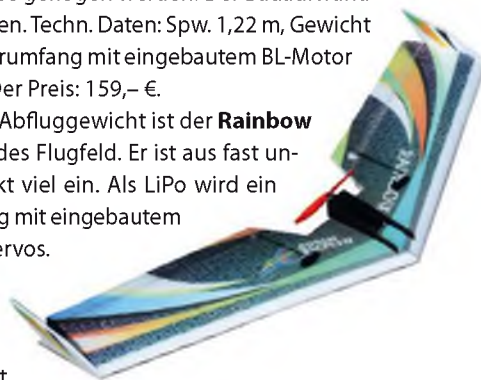 en. Techn. Daten: Spw. 1,22 m, Gewicht
rumfang mit eingebautem BL-Motor
er Preis: 159,– €.
Abfluggewicht ist der Rainbow
des Flugfeld. Er ist aus fast un-
kt viel ein. Als LiPo wird ein
g mit eingebautem
ervos.